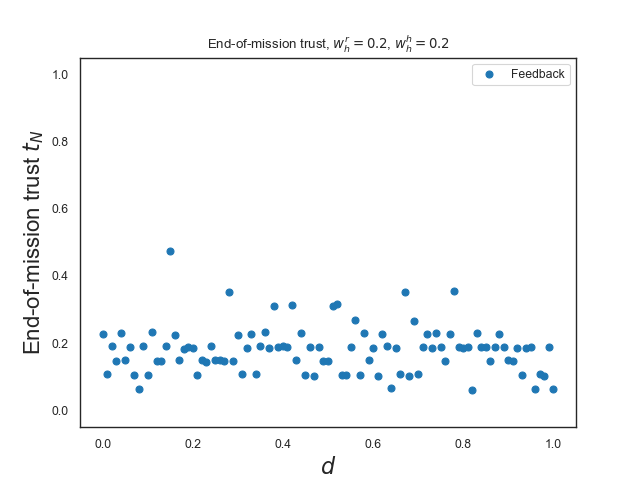 End-of-mission trust, $w_h^r = 0.2$, $w_h^h = 0.2$
Feedback
End-of-mission trust $t_N$
1.0
0.8
0.6
0.4
0.2
0.0
0.0 0.2 0.4 0.6 0.8 1.0
$d$